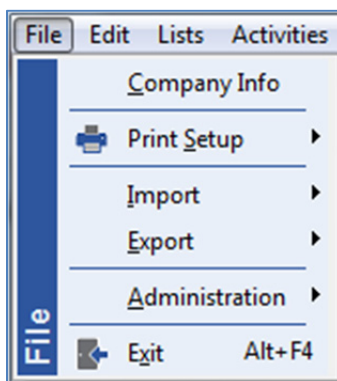 File Edit Lists Activities
Company Info
Print Setup
Import
Export
Administration
Exit Alt+F4
File